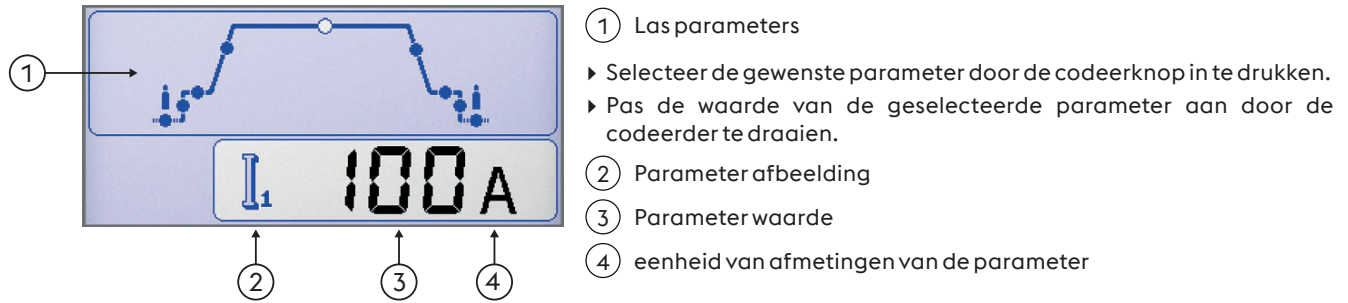 1 Las parameters
▸ Selecteer de gewenste parameter door de codeerknop in te drukken.
▸ Pas de waarde van de geselecteerde parameter aan door de
codeerder te draaien.
1
I1 100 A
2 Parameter afbeelding
3 Parameter waarde
4 eenheid van afmetingen van de parameter
2 3 4